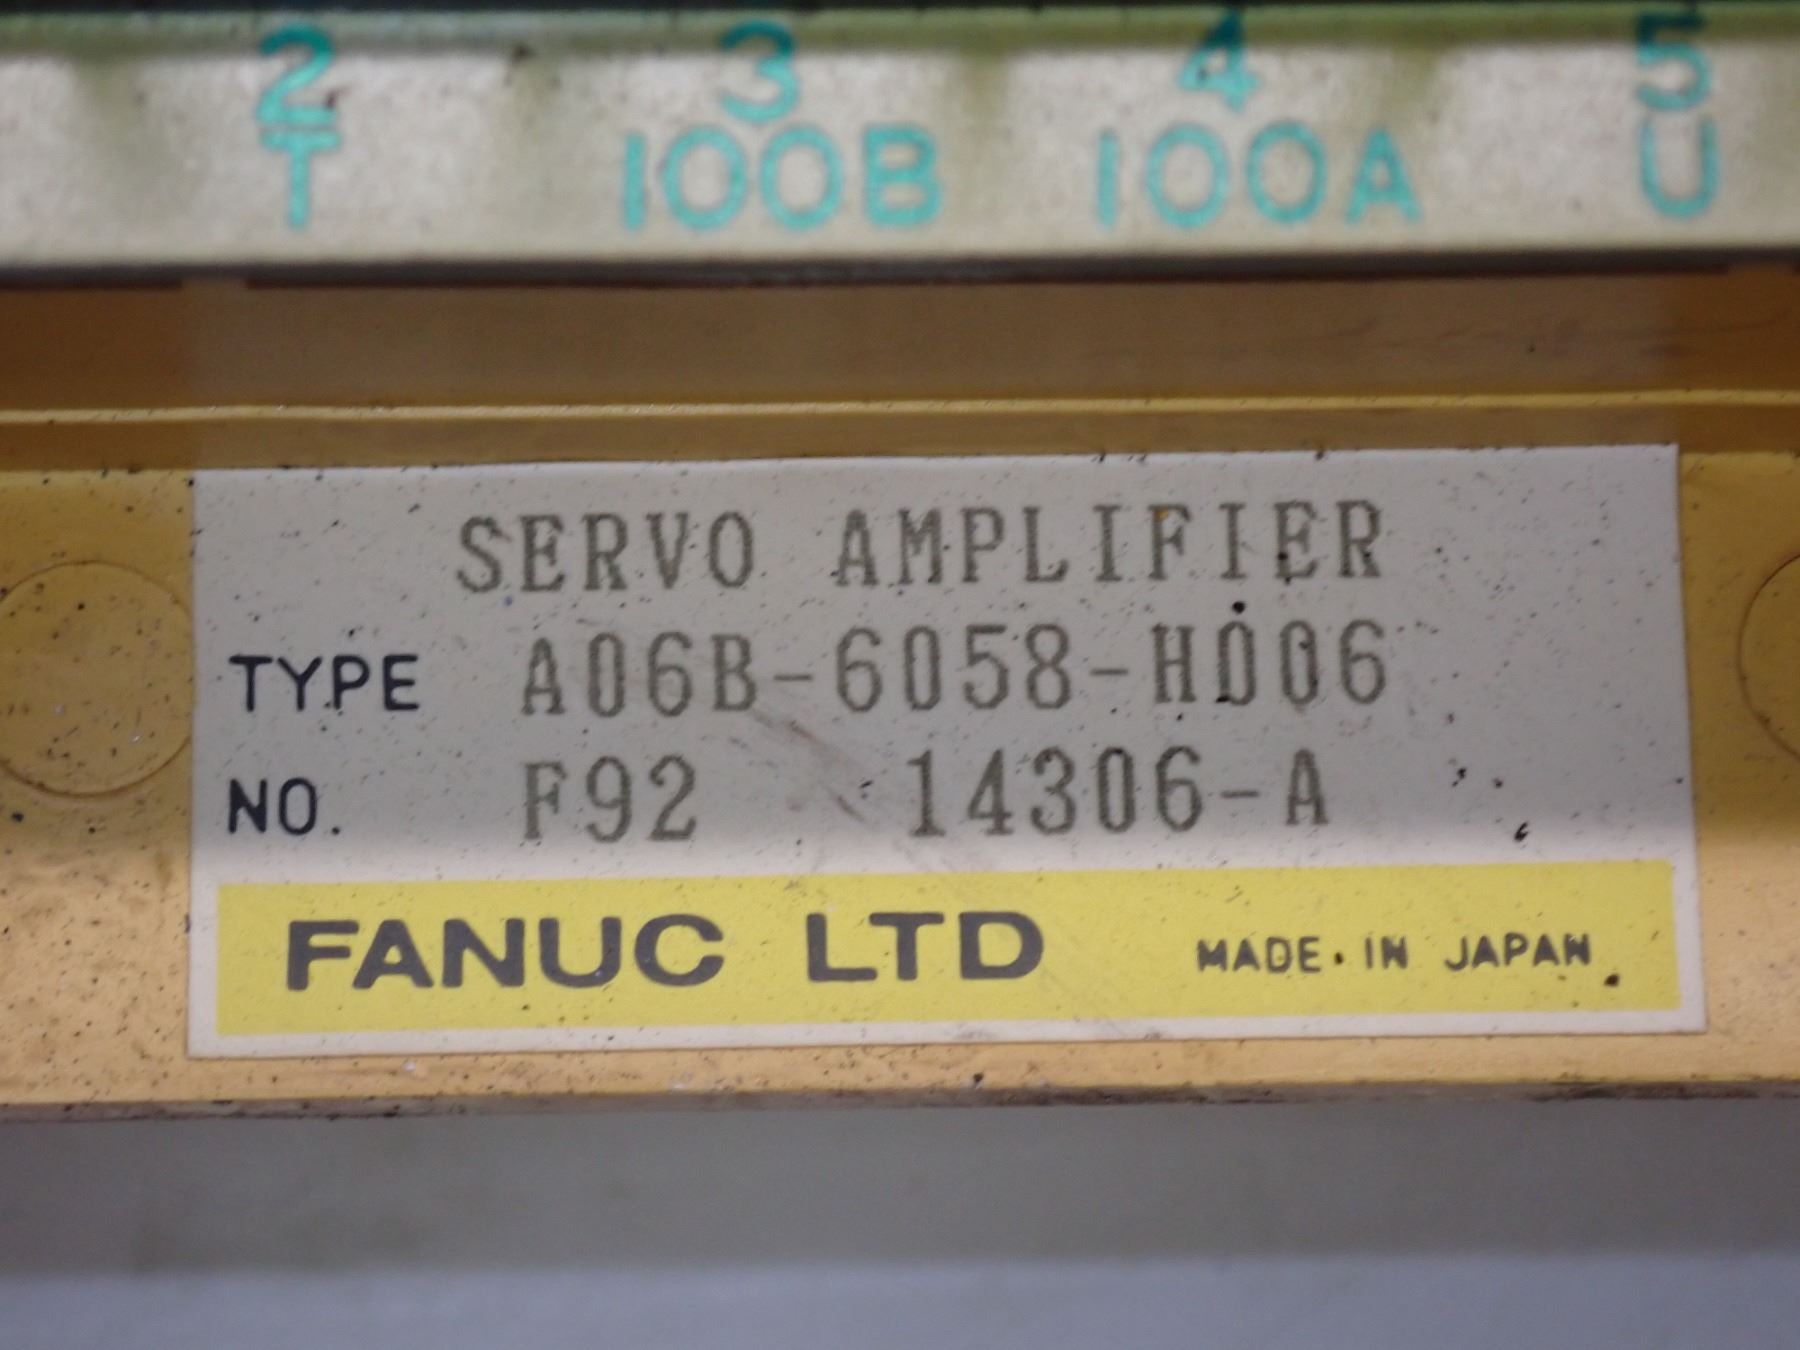 2 3 4 5
T 100B 100A U
SERVO AMPLIFIER
TYPE A06B-6058-H006
NO. F92 14306-A
FANUC LTD MADE IN JAPAN